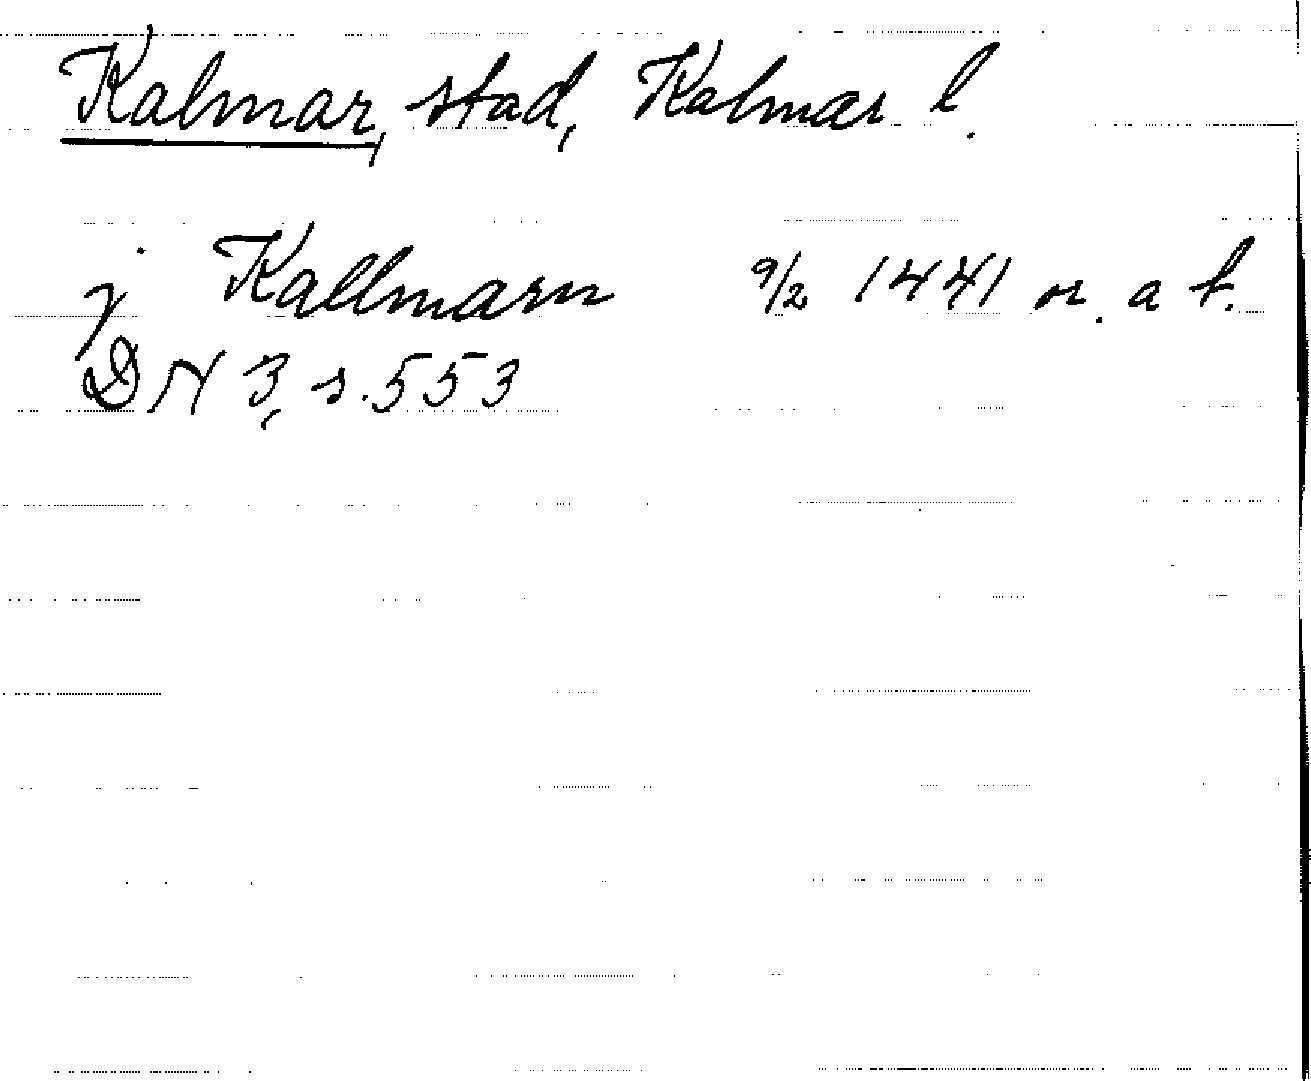 Kalmar, stad, Kalmar l.
j Kallmarn 9/2 1441 or. a b.
DN 3, s. 553